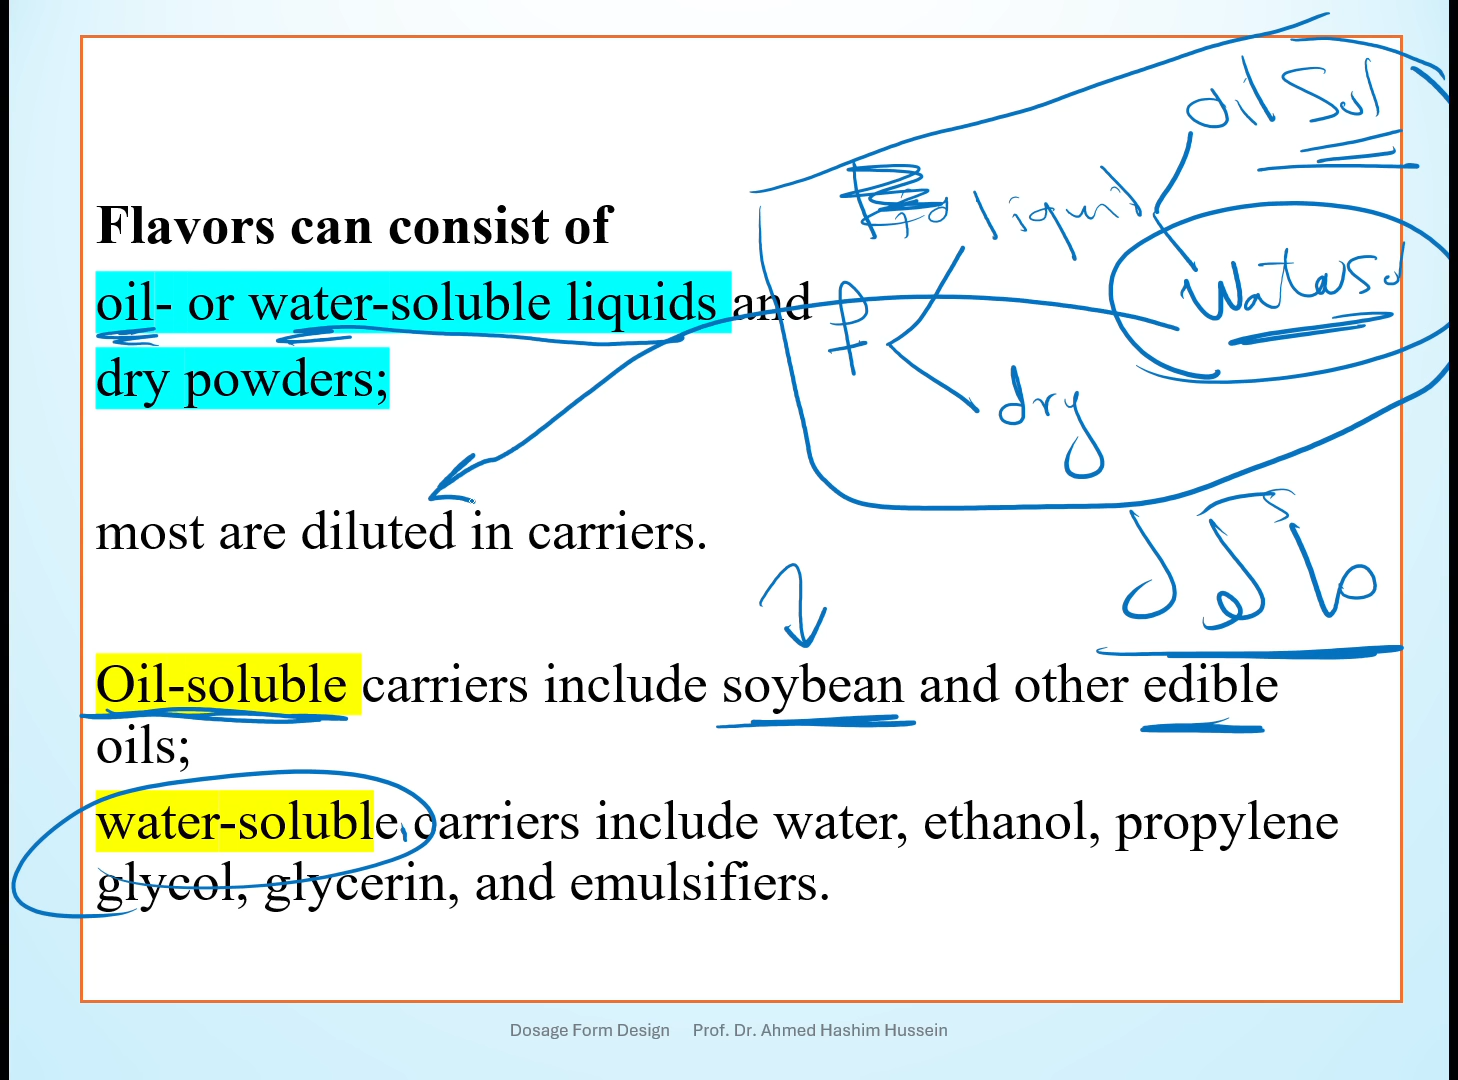 oil Sol
liquid
Flavors can consist of
oil- or water-soluble liquids and
Water Sol
F
dry powders;
dry
most are diluted in carriers.
Oil-soluble carriers include soybean and other edible
oils;
water-soluble carriers include water, ethanol, propylene
glycol, glycerin, and emulsifiers.
Dosage Form Design Prof. Dr. Ahmed Hashim Hussein